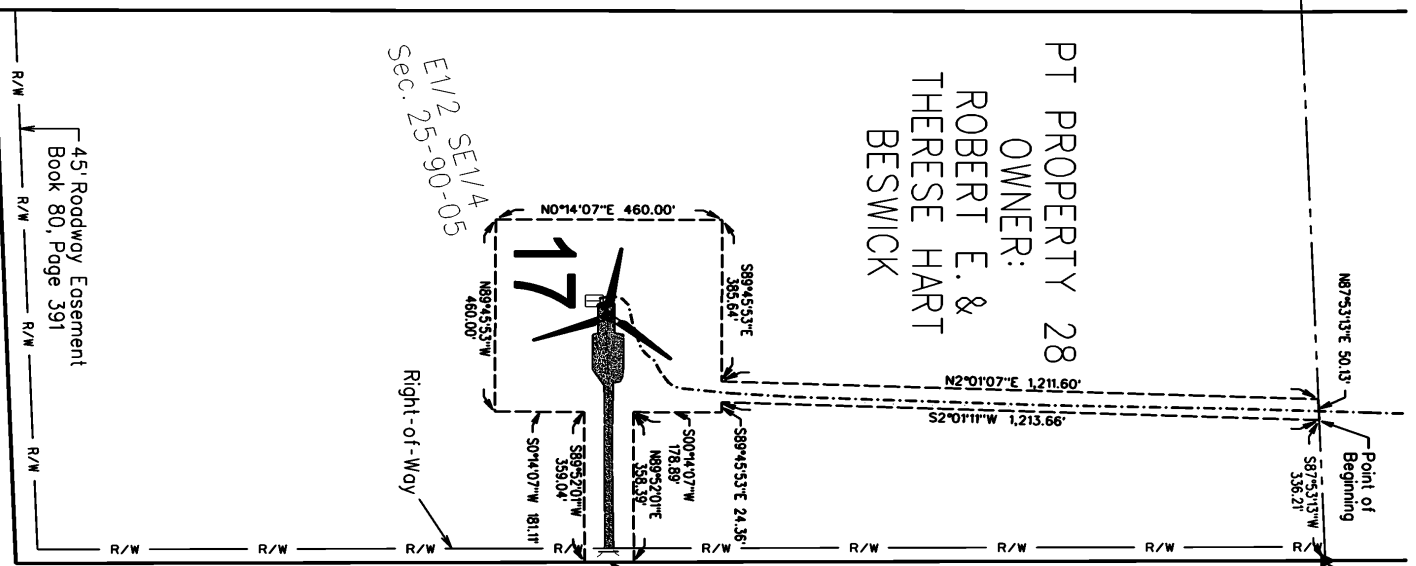 N87°53'13"E 50.13'
Point of
Beginning
S87°53'13"W
336.21'
PT PROPERTY 28
OWNER:
ROBERT E. &
THERESE HART
BESWICK
N2°01'07"E 1,211.60'
S2°01'11"W 1,213.66'
S89°45'53"E
385.64'
S89°45'53"E 24.36'
N0°14'07"E 460.00'
17
S00°14'07"W
178.89'
N89°52'01"E
358.39'
S89°52'01"W
359.04'
S0°14'07"W 181.11'
N89°45'53"W
460.00'
E1/2 SE1/4
Sec. 25-90-05
Right-of-Way
45' Roadway Easement
Book 80, Page 391
R/W
R/W
R/W
R/W
R/W
R/W
R/W
R/W
R/W
R/W
R/W
R/W
R/W